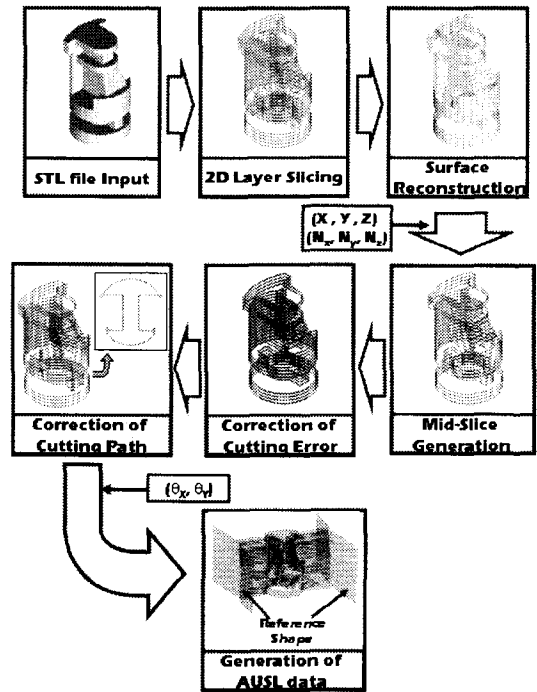 STL file Input
2D Layer Slicing
Surface
Reconstruction
(X, Y, Z)
(Nx, Ny, Nz)
Correction of
Cutting Path
Correction of
Cutting Error
Mid-Slice
Generation
(θX, θY)
Reference
Shape
Generation of
AUSL data